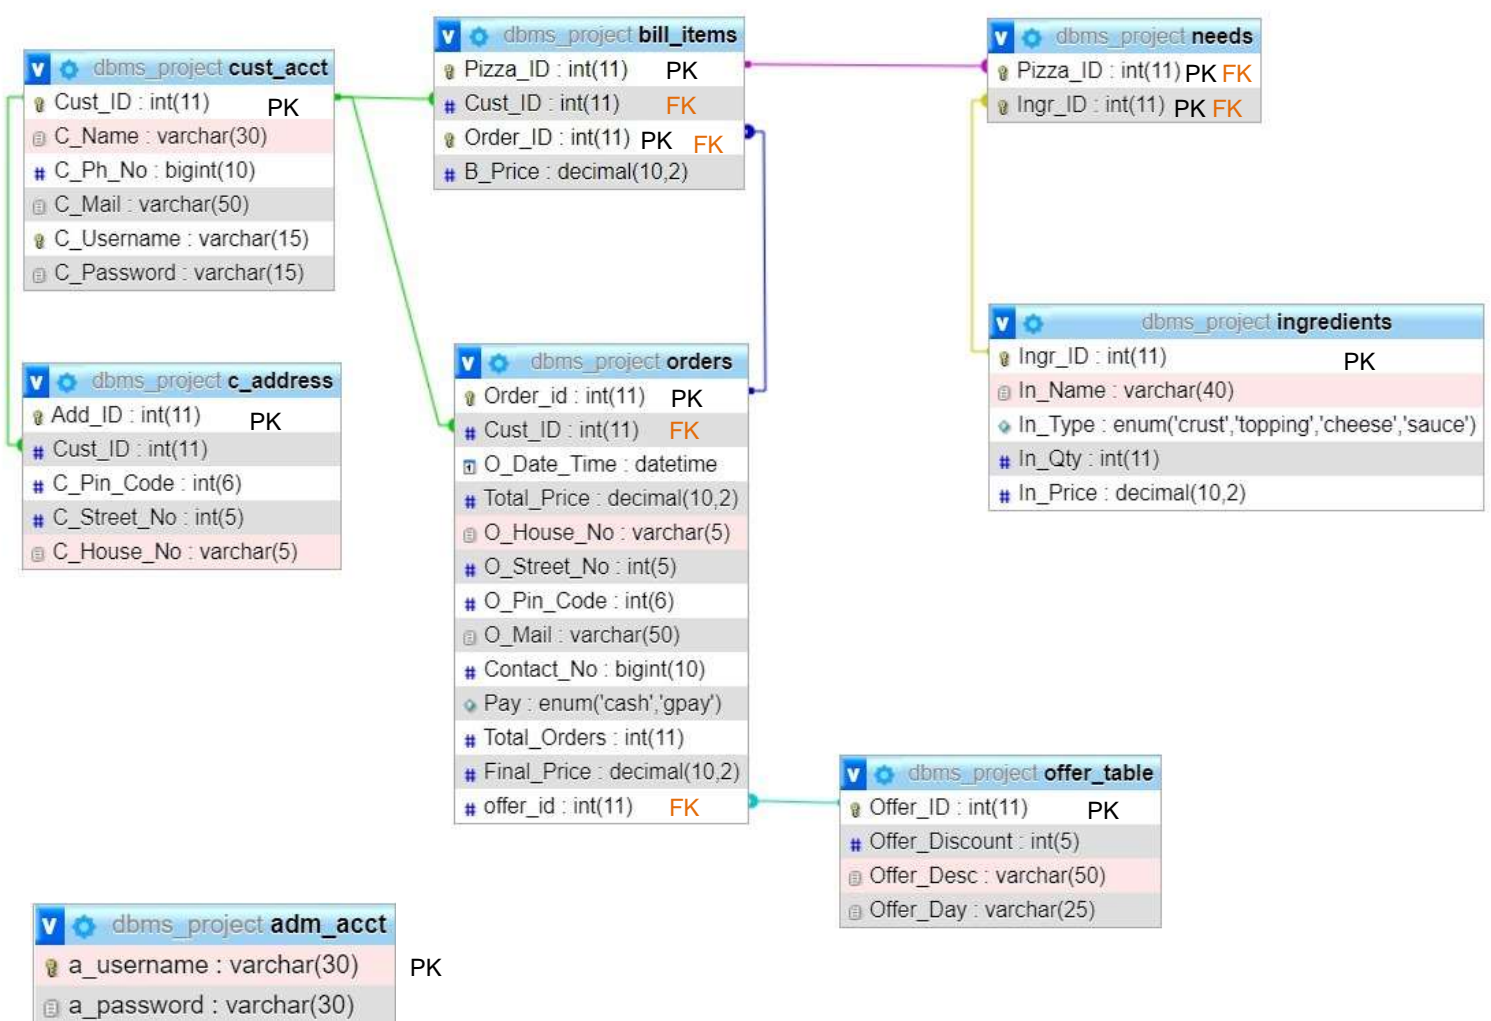 v dbms_project cust_acct
Cust_ID : int(11) PK
C_Name : varchar(30)
# C_Ph_No : bigint(10)
C_Mail : varchar(50)
C_Username : varchar(15)
C_Password : varchar(15)
v dbms_project c_address
Add_ID : int(11) PK
# Cust_ID : int(11)
# C_Pin_Code : int(6)
# C_Street_No : int(5)
C_House_No : varchar(5)
v dbms_project bill_items
Pizza_ID : int(11) PK
# Cust_ID : int(11) FK
Order_ID : int(11) PK FK
# B_Price : decimal(10,2)
v dbms_project orders
Order_id : int(11) PK
# Cust_ID : int(11) FK
O_Date_Time : datetime
# Total_Price : decimal(10,2)
O_House_No : varchar(5)
# O_Street_No : int(5)
# O_Pin_Code : int(6)
O_Mail : varchar(50)
# Contact_No : bigint(10)
Pay : enum('cash','gpay')
# Total_Orders : int(11)
# Final_Price : decimal(10,2)
# offer_id : int(11) FK
v dbms_project needs
Pizza_ID : int(11) PK FK
Ingr_ID : int(11) PK FK
v dbms_project ingredients
Ingr_ID : int(11) PK
In_Name : varchar(40)
In_Type : enum('crust','topping','cheese','sauce')
# In_Qty : int(11)
# In_Price : decimal(10,2)
v dbms_project offer_table
Offer_ID : int(11) PK
# Offer_Discount : int(5)
Offer_Desc : varchar(50)
Offer_Day : varchar(25)
v dbms_project adm_acct
a_username : varchar(30) PK
a_password : varchar(30)